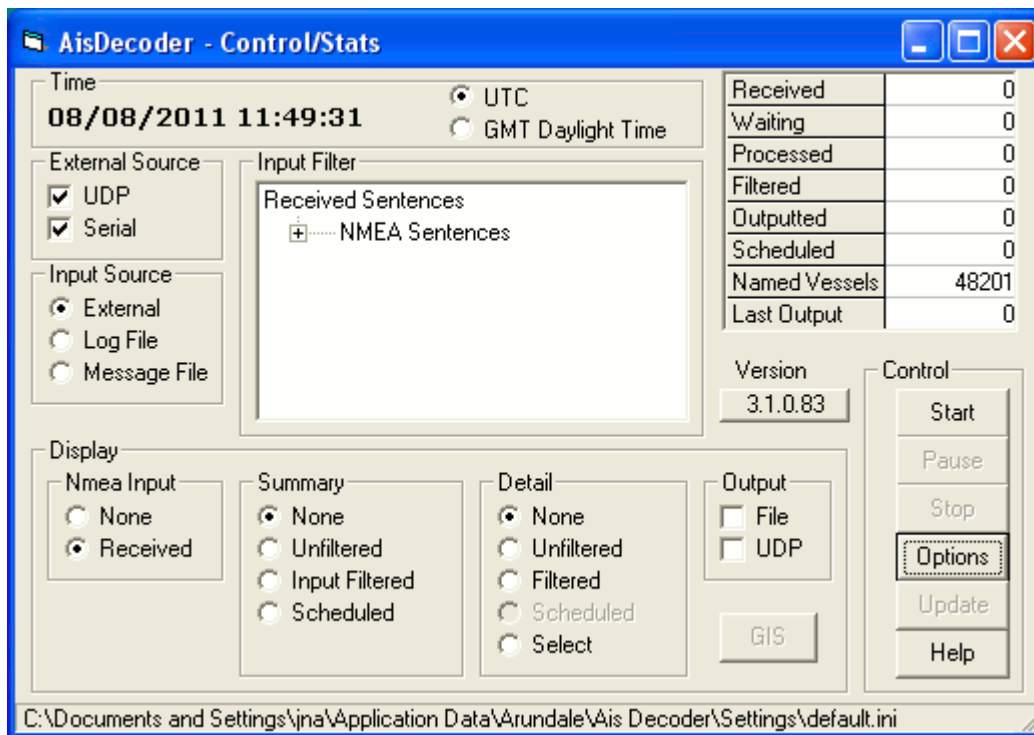 AisDecoder - Control/Stats
Time
08/08/2011 11:49:31
UTC
GMT Daylight Time
External Source
UDP
Serial
Input Source
External
Log File
Message File
Input Filter
Received Sentences
NMEA Sentences
Received 0
Waiting 0
Processed 0
Filtered 0
Outputted 0
Scheduled 0
Named Vessels 48201
Last Output 0
Version
3.1.0.83
Control
Start
Pause
Stop
Options
Update
Help
Display
Nmea Input
None
Received
Summary
None
Unfiltered
Input Filtered
Scheduled
Detail
None
Unfiltered
Filtered
Scheduled
Select
Output
File
UDP
GIS
C:\Documents and Settings\jna\Application Data\Arundale\Ais Decoder\Settings\default.ini